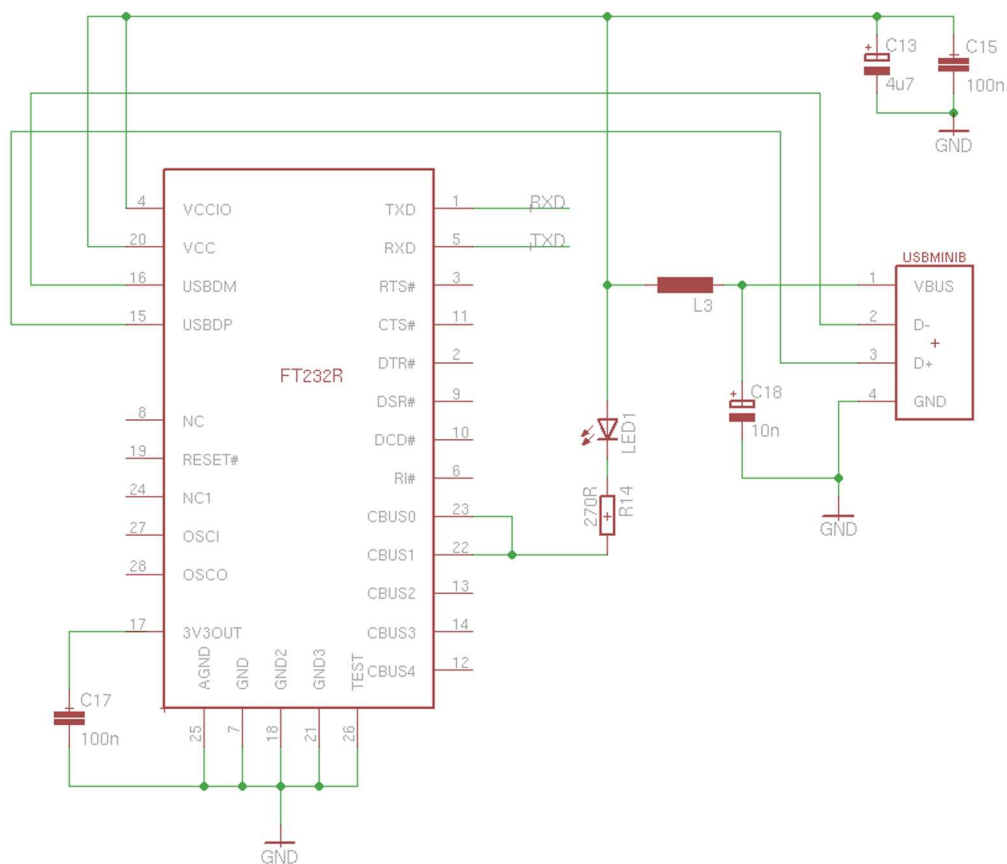 C13
4u7
C15
100n
GND
4 VCCIO
20 VCC
16 USBDM
15 USBDP
8 NC
19 RESET#
24 NC1
27 OSCI
28 OSCO
17 3V3OUT
FT232R
TXD 1 RXD
RXD 5 TXD
RTS# 3
CTS# 11
DTR# 2
DSR# 9
DCD# 10
RI# 6
CBUS0 23
CBUS1 22
CBUS2 13
CBUS3 14
CBUS4 12
AGND 25
GND 7
GND2 18
GND3 21
TEST 26
C17
100n
GND
L3
LED1
270R R14
C18
10n
USBMINIB
1 VBUS
2 D-
3 D+
4 GND
GND